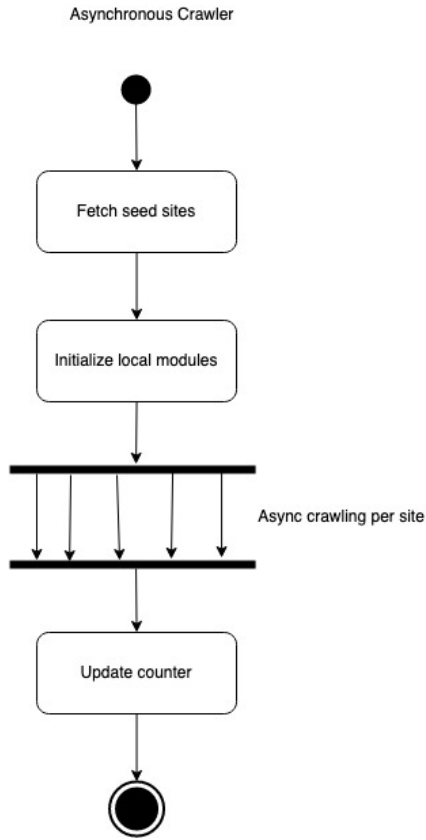 Asynchronous Crawler
Fetch seed sites
Initialize local modules
Async crawling per site
Update counter